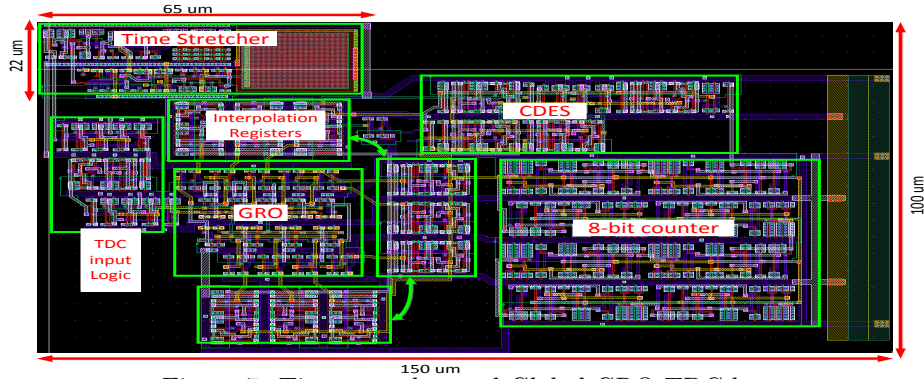 65 um
22 um
Time Stretcher
Interpolation
Registers
CDES
GRO
8-bit counter
TDC
input
Logic
100 um
150 um